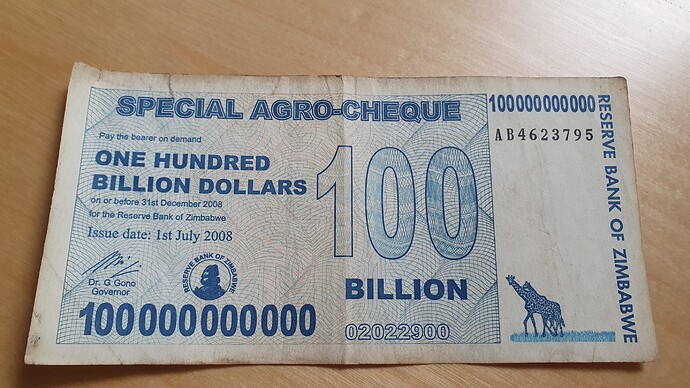 SPECIAL AGRO-CHEQUE
100000000000
AB4623795
Pay the bearer on demand
ONE HUNDRED
BILLION DOLLARS
on or before 31st December 2008
for the Reserve Bank of Zimbabwe
Issue date: 1st July 2008
100
BILLION
Dr. G Gono
Governor
RESERVE BANK OF ZIMBABWE
100000000000
02022900
RESERVE BANK OF ZIMBABWE